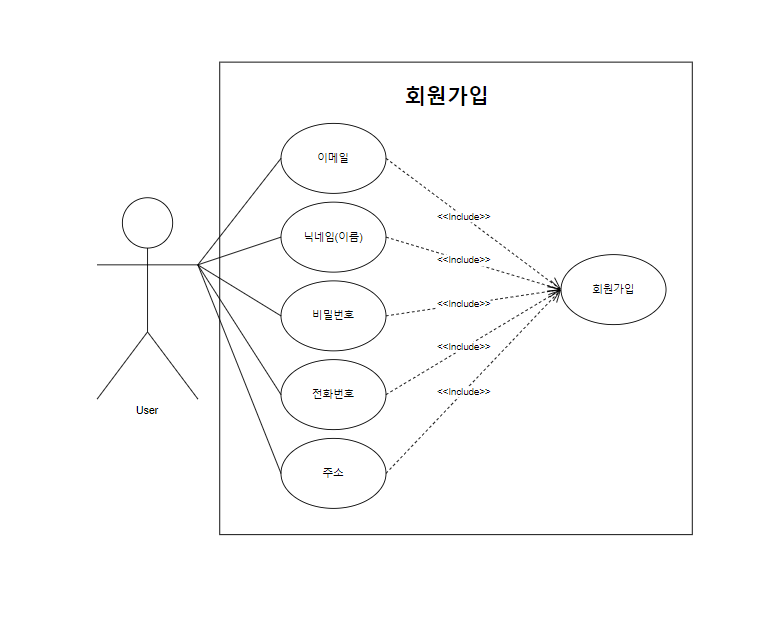 회원가입
이메일
<<Include>>
닉네임(이름)
<<Include>>
회원가입
비밀번호
<<Include>>
<<Include>>
전화번호
<<Include>>
User
주소